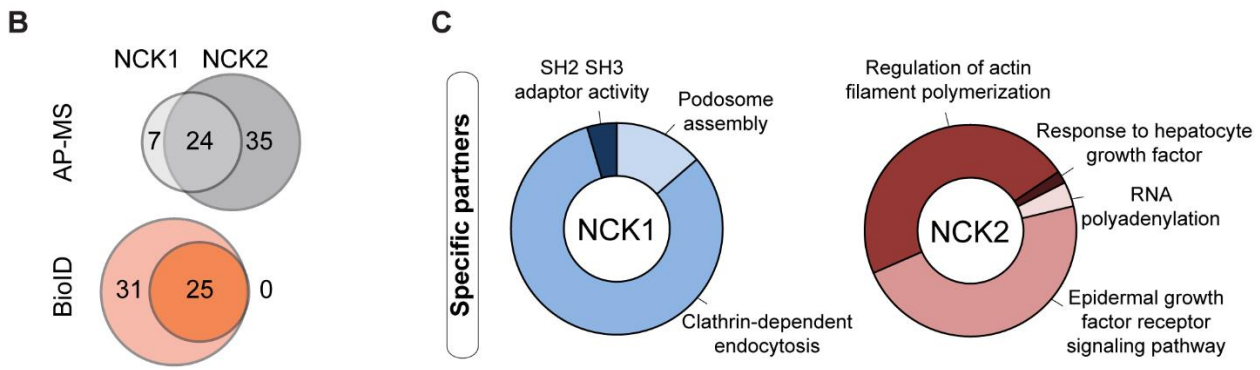 B
NCK1 NCK2
AP-MS
7 24 35
BioID
31 25 0
C
Specific partners
SH2 SH3
adaptor activity
Podosome
assembly
NCK1
Clathrin-dependent
endocytosis
Regulation of actin
filament polymerization
Response to hepatocyte
growth factor
RNA
polyadenylation
NCK2
Epidermal growth
factor receptor
signaling pathway